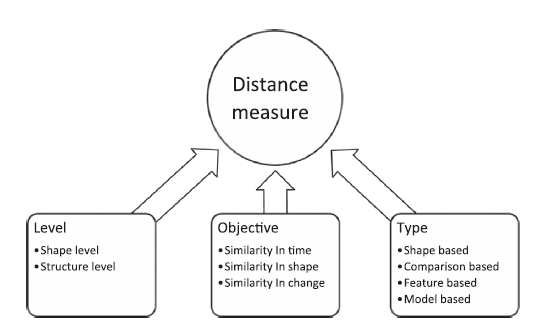 Distance
measure
Level
• Shape level
• Structure level
Objective
• Similarity In time
• Similarity In shape
• Similarity In change
Type
• Shape based
• Comparison based
• Feature based
• Model based